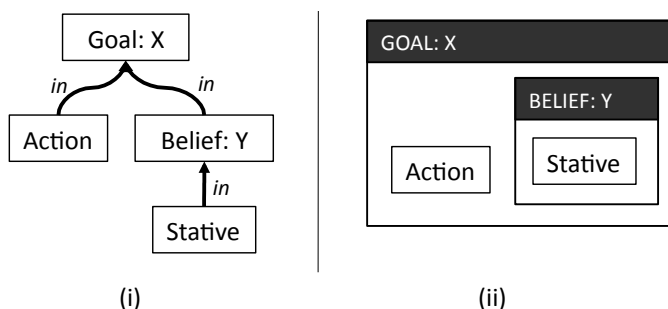 Goal: X
in
in
Action
Belief: Y
in
Stative
(i)
GOAL: X
BELIEF: Y
Stative
Action
(ii)